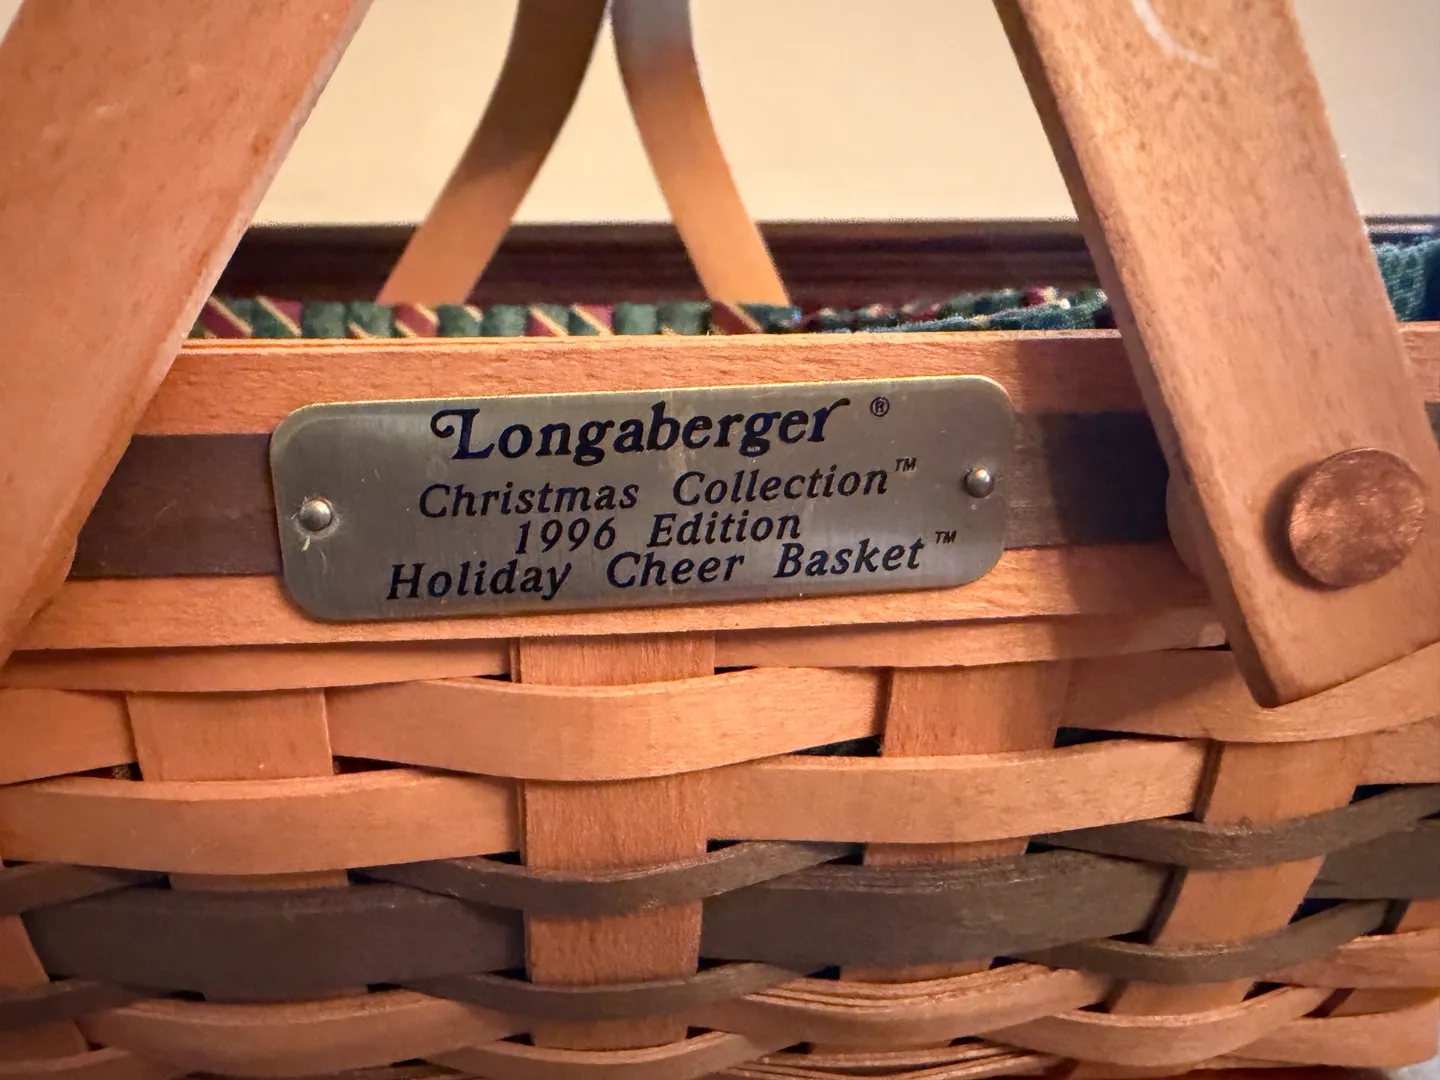 Longaberger ®
Christmas Collection™
1996 Edition
Holiday Cheer Basket™